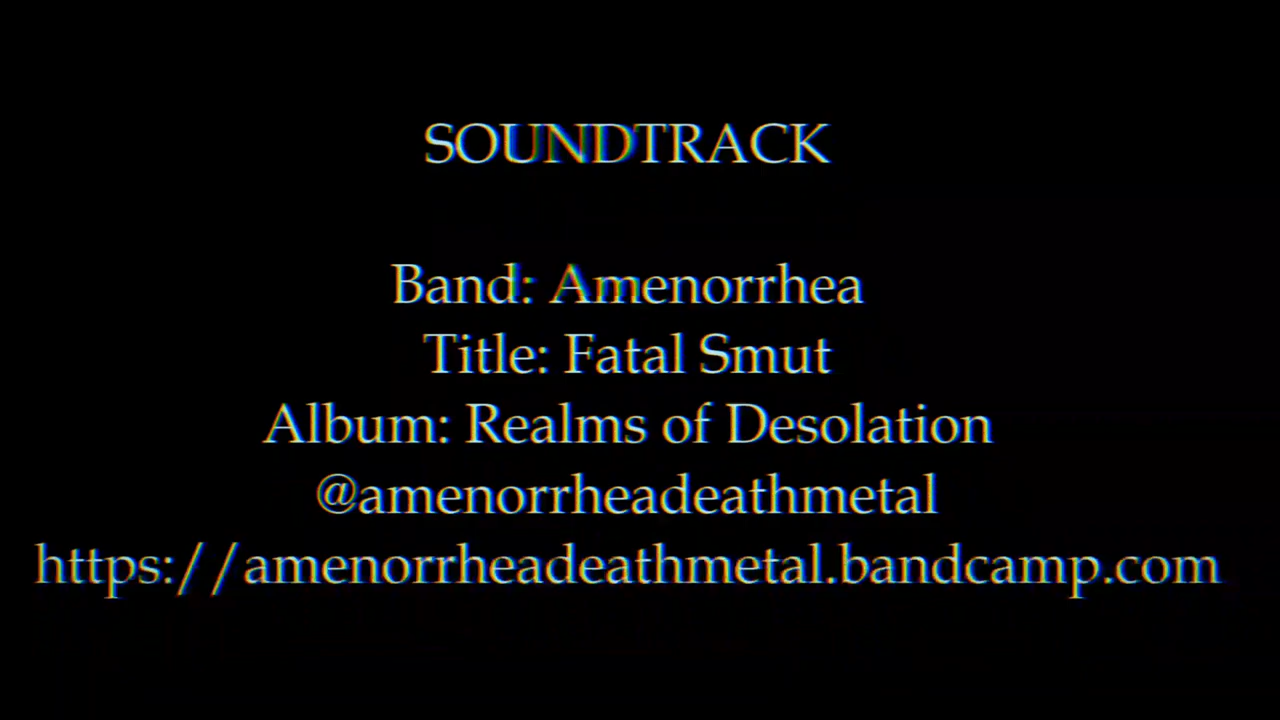 SOUNDTRACK
Band: Amenorrhea
Title: Fatal Smut
Album: Realms of Desolation
@amenorrheadeathmetal
https://amenorrheadeathmetal.bandcamp.com